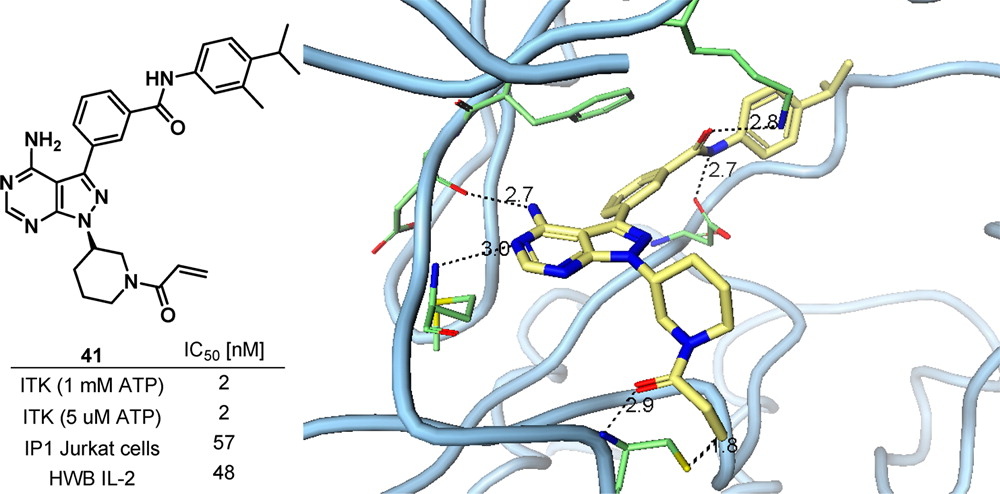 HN
O
NH2
N
N
N
N
N
N
O
41 IC50 [nM]
ITK (1 mM ATP) 2
ITK (5 uM ATP) 2
IP1 Jurkat cells 57
HWB IL-2 48
2.8
2.7
2.7
3.0
2.9
1.8